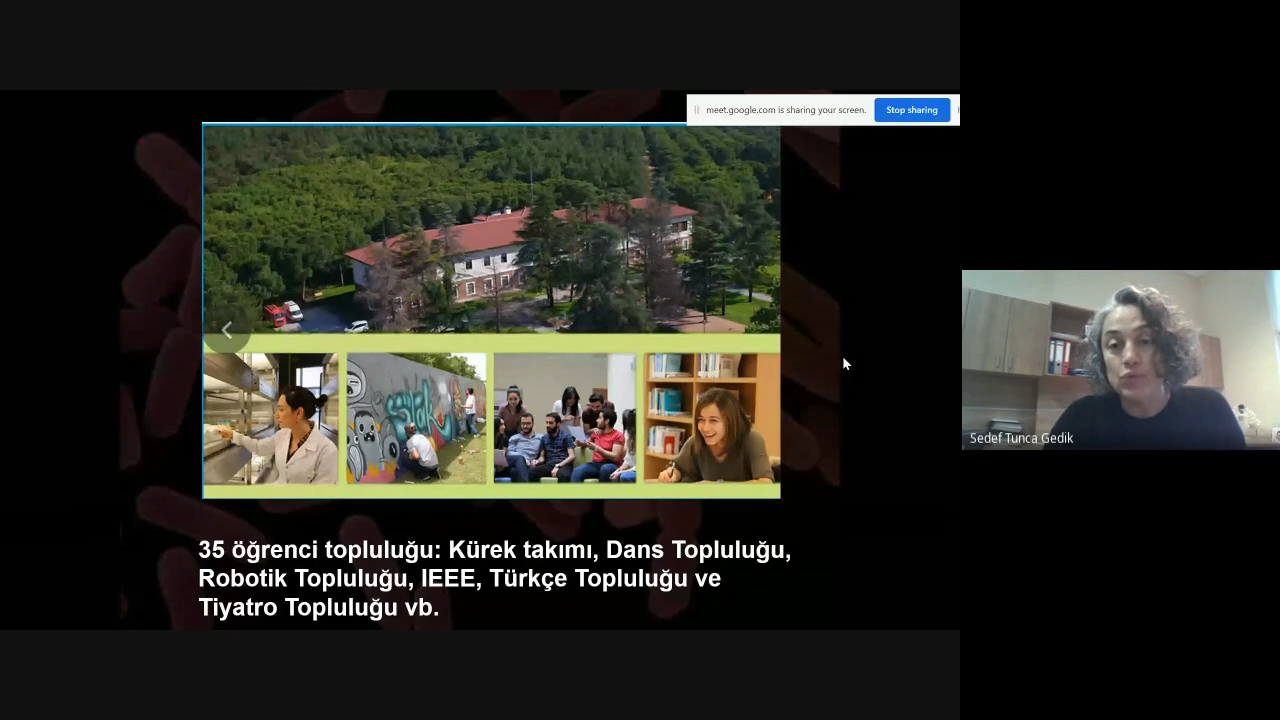 meet.google.com is sharing your screen.
Stop sharing
35 öğrenci topluluğu: Kürek takımı, Dans Topluluğu,
Robotik Topluluğu, IEEE, Türkçe Topluluğu ve
Tiyatro Topluluğu vb.
Sedef Tunca Gedik